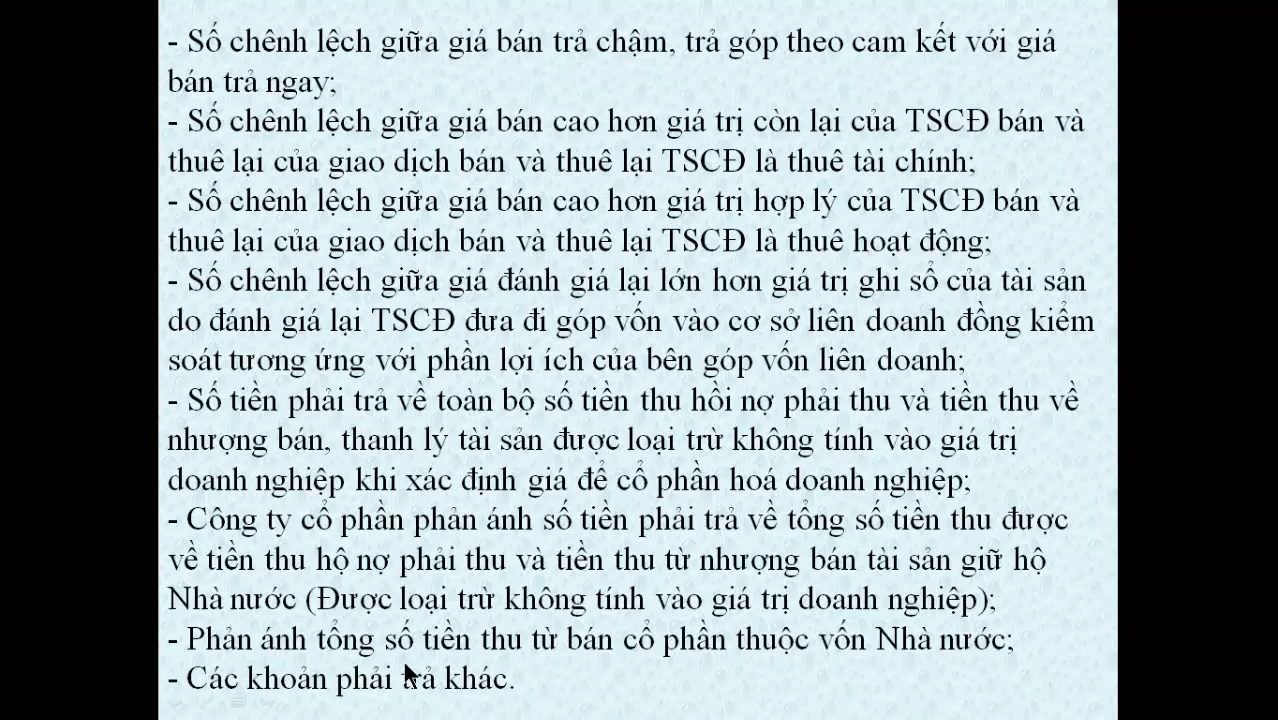 - Số chênh lệch giữa giá bán trả chậm, trả góp theo cam kết với giá
bán trả ngay;
- Số chênh lệch giữa giá bán cao hơn giá trị còn lại của TSCĐ bán và
thuê lại của giao dịch bán và thuê lại TSCĐ là thuê tài chính;
- Số chênh lệch giữa giá bán cao hơn giá trị hợp lý của TSCĐ bán và
thuê lại của giao dịch bán và thuê lại TSCĐ là thuê hoạt động;
- Số chênh lệch giữa giá đánh giá lại lớn hơn giá trị ghi sổ của tài sản
do đánh giá lại TSCĐ đưa đi góp vốn vào cơ sở liên doanh đồng kiểm
soát tương ứng với phần lợi ích của bên góp vốn liên doanh;
- Số tiền phải trả về toàn bộ số tiền thu hồi nợ phải thu và tiền thu về
nhượng bán, thanh lý tài sản được loại trừ không tính vào giá trị
doanh nghiệp khi xác định giá để cổ phần hoá doanh nghiệp;
- Công ty cổ phần phản ánh số tiền phải trả về tổng số tiền thu được
về tiền thu hộ nợ phải thu và tiền thu từ nhượng bán tài sản giữ hộ
Nhà nước (Được loại trừ không tính vào giá trị doanh nghiệp);
- Phản ánh tổng số tiền thu từ bán cổ phần thuộc vốn Nhà nước;
- Các khoản phải trả khác.